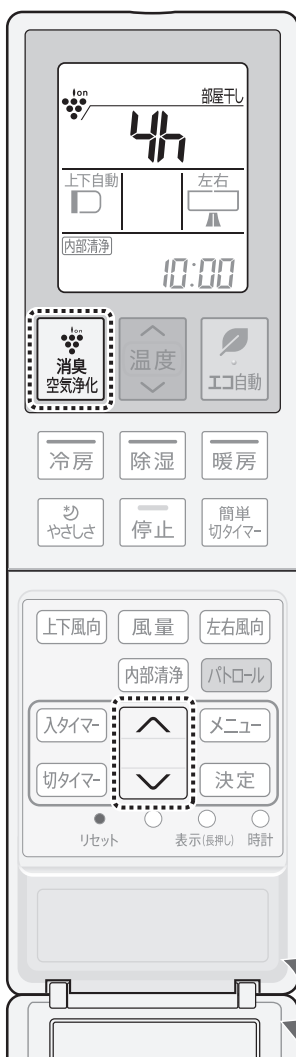 ion
部屋干し
4h
上下自動
左右
内部清浄
10:00
ion
消臭
空気浄化
温度
エコ自動
冷房
除湿
暖房
やさしさ
停止
簡単
切タイマー
上下風向
風量
左右風向
内部清浄
パトロール
入タイマー
メニュー
切タイマー
決定
リセット
表示(長押し)
時計